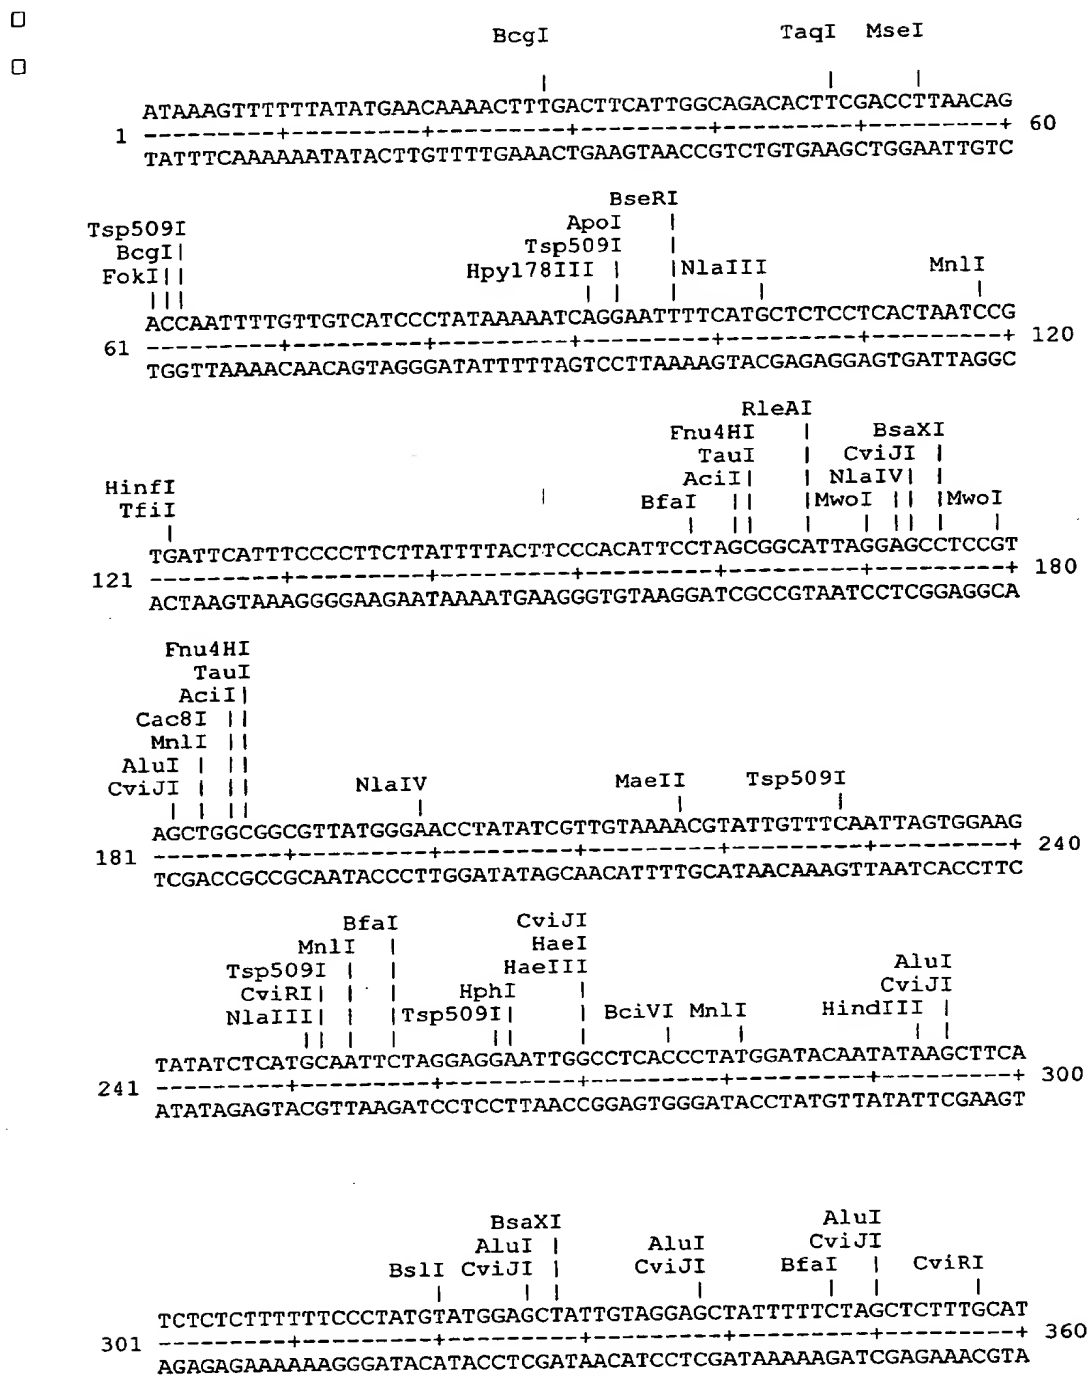 BcgI TaqI MseI
ATAAAGTTTTTTATATGAACAAAACTTTGACTTCATTGGCAGACACTTCGACCTTAACAG
1 ---------+---------+---------+---------+---------+---------+ 60
TATTTCAAAAAATATACTTGTTTTGAAACTGAAGTAACCGTCTGTGAAGCTGGAATTGTC
BseRI
Tsp509I ApoI |
BcgI| Tsp509I |
FokI|| Hpy178III | |NlaIII MnlI
ACCAATTTTGTTGTCATCCCTATAAAAATCAGGAATTTTCATGCTCTCCTCACTAATCCG
61 ---------+---------+---------+---------+---------+---------+ 120
TGGTTAAAACAACAGTAGGGATATTTTTAGTCCTTAAAAGTACGAGAGGAGTGATTAGGC
RleAI
Fnu4HI | BsaXI
TauI | CviJI |
HinfI AciI| | NlaIV| |
TfiI BfaI || |MwoI || |MwoI
TGATTCATTTCCCCTTCTTATTTTACTTCCCACATTCCTAGCGGCATTAGGAGCCTCCGT
121 ---------+---------+---------+---------+---------+---------+ 180
ACTAAGTAAAGGGGAAGAATAAAATGAAGGGTGTAAGGATCGCCGTAATCCTCGGAGGCA
Fnu4HI
TauI
AciI|
Cac8I ||
MnlI ||
AluI | ||
CviJI | || NlaIV MaeII Tsp509I
AGCTGGCGGCGTTATGGGAACCTATATCGTTGTAAAACGTATTGTTTCAATTAGTGGAAG
181 ---------+---------+---------+---------+---------+---------+ 240
TCGACCGCCGCAATACCCTTGGATATAGCAACATTTTGCATAACAAAGTTAATCACCTTC
BfaI CviJI
MnlI | HaeI
Tsp509I | | HaeIII AluI
CviRI| | | HphI | CviJI
NlaIII| | |Tsp509I| | BciVI MnlI HindIII |
TATATCTCATGCAATTCTAGGAGGAATTGGCCTCACCCTATGGATACAATATAAGCTTCA
241 ---------+---------+---------+---------+---------+---------+ 300
ATATAGAGTACGTTAAGATCCTCCTTAACCGGAGTGGGATACCTATGTTATATTCGAAGT
BsaXI AluI
AluI | AluI CviJI
BslI CviJI | CviJI BfaI | CviRI
TCTCTCTTTTTTCCCTATGTATGGAGCTATTGTAGGAGCTATTTTTCTAGCTCTTTGCAT
301 ---------+---------+---------+---------+---------+---------+ 360
AGAGAGAAAAAAGGGATACATACCTCGATAACATCCTCGATAAAAAGATCGAGAAACGTA